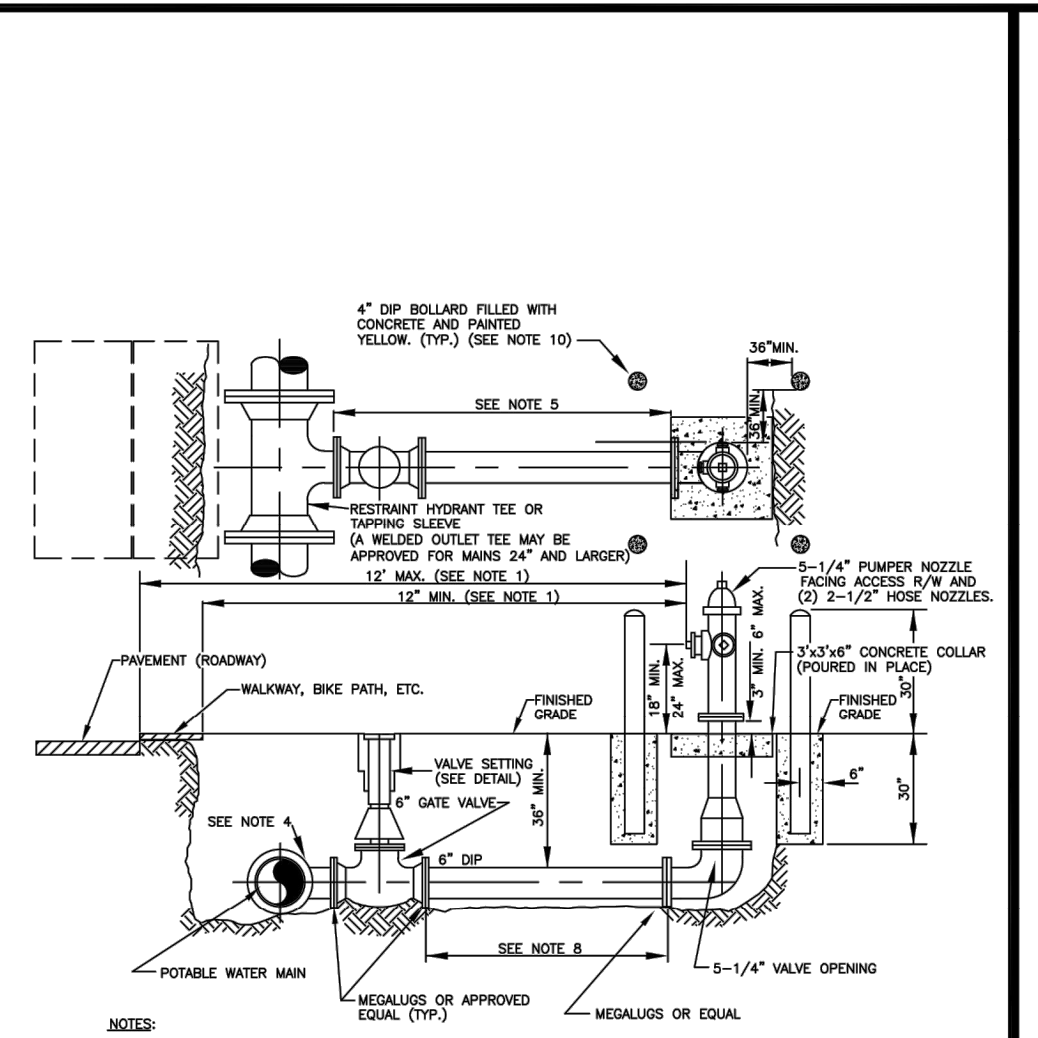 4" DIP BOLLARD FILLED WITH
CONCRETE AND PAINTED
YELLOW. (TYP.) (SEE NOTE 10)
36"MIN.
36"MIN.
SEE NOTE 5
RESTRAINT HYDRANT TEE OR
TAPPING SLEEVE
(A WELDED OUTLET TEE MAY BE
APPROVED FOR MAINS 24" AND LARGER)
12' MAX. (SEE NOTE 1)
12" MIN. (SEE NOTE 1)
5-1/4" PUMPER NOZZLE
FACING ACCESS R/W AND
(2) 2-1/2" HOSE NOZZLES.
PAVEMENT (ROADWAY)
WALKWAY, BIKE PATH, ETC.
FINISHED
GRADE
18" MIN.
24" MAX.
3" MIN. 6" MAX.
3'x3'x6" CONCRETE COLLAR
(POURED IN PLACE)
30"
FINISHED
GRADE
VALVE SETTING
(SEE DETAIL)
36" MIN.
6"
30"
6" GATE VALVE
SEE NOTE 4
6" DIP
SEE NOTE 8
POTABLE WATER MAIN
5-1/4" VALVE OPENING
MEGALUGS OR APPROVED
EQUAL (TYP.)
MEGALUGS OR EQUAL
NOTES: